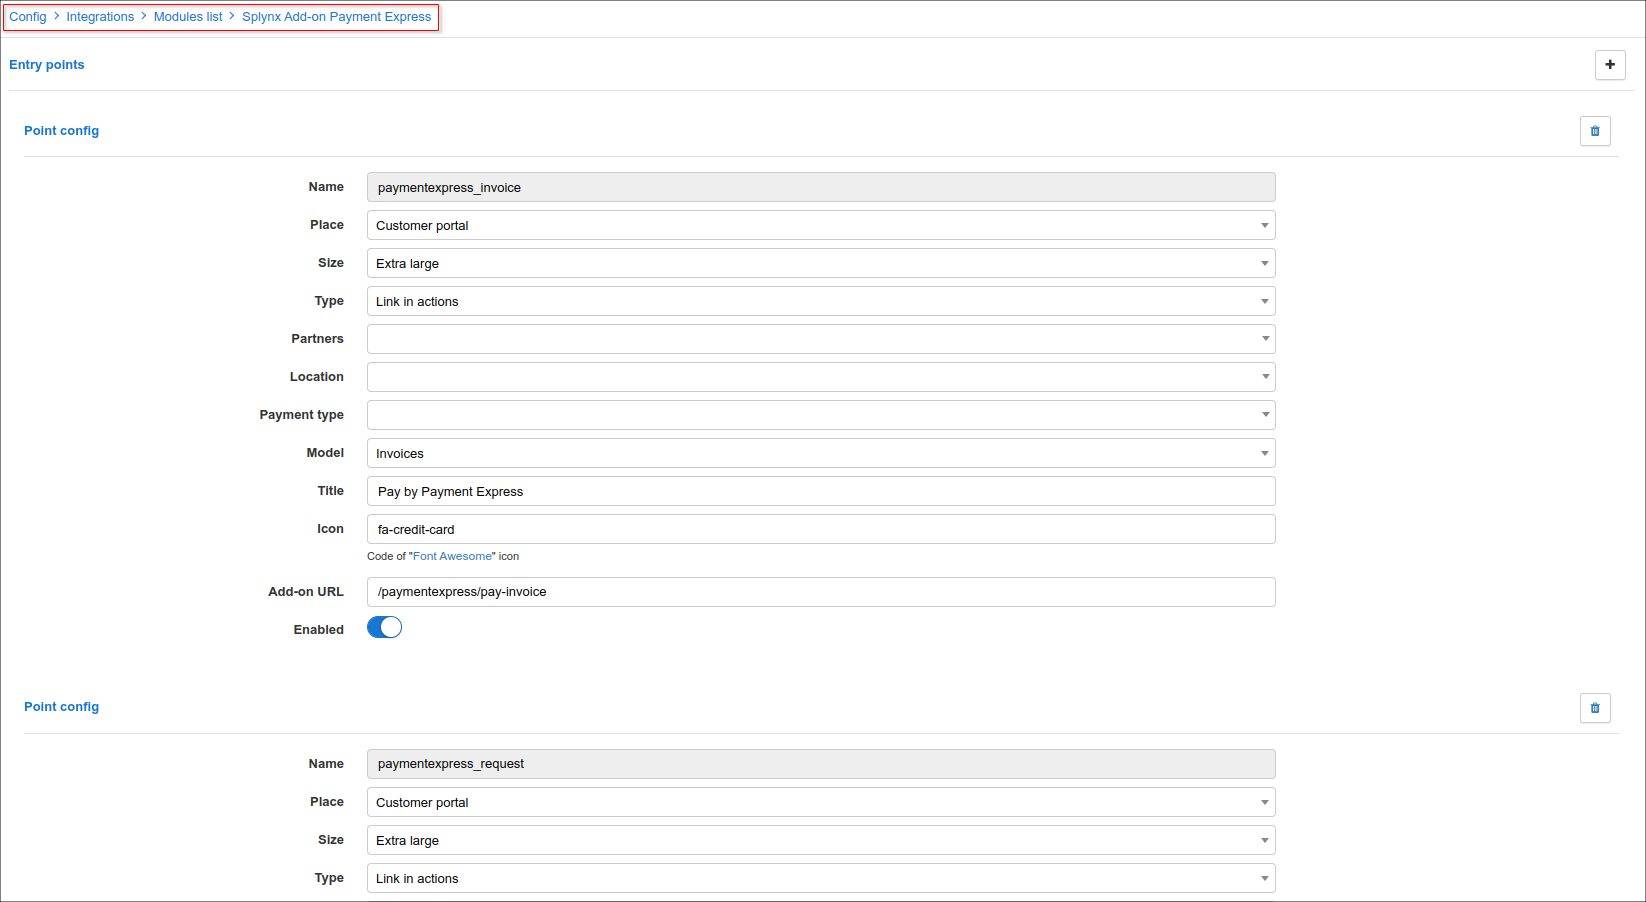 Config > Integrations > Modules list > Splynx Add-on Payment Express
Entry points
+
Point config
Name paymentexpress_invoice
Place Customer portal
Size Extra large
Type Link in actions
Partners
Location
Payment type
Model Invoices
Title Pay by Payment Express
Icon fa-credit-card
Code of "Font Awesome" icon
Add-on URL /paymentexpress/pay-invoice
Enabled
Point config
Name paymentexpress_request
Place Customer portal
Size Extra large
Type Link in actions